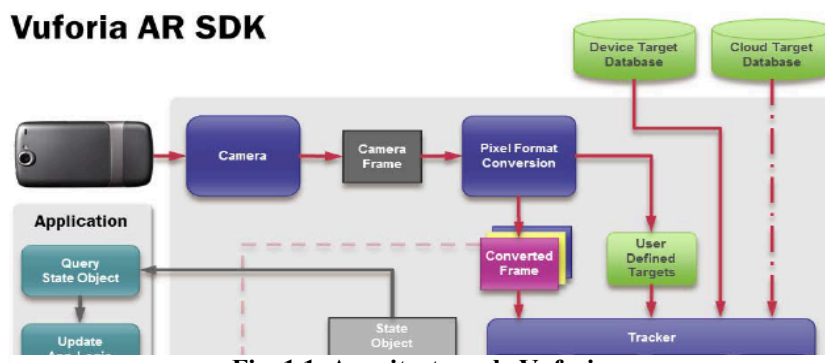 Vuforia AR SDK
Device Target
Database
Cloud Target
Database
Camera
Camera
Frame
Pixel Format
Conversion
Application
Query
State Object
Converted
Frame
User
Defined
Targets
Update
State
Object
Tracker